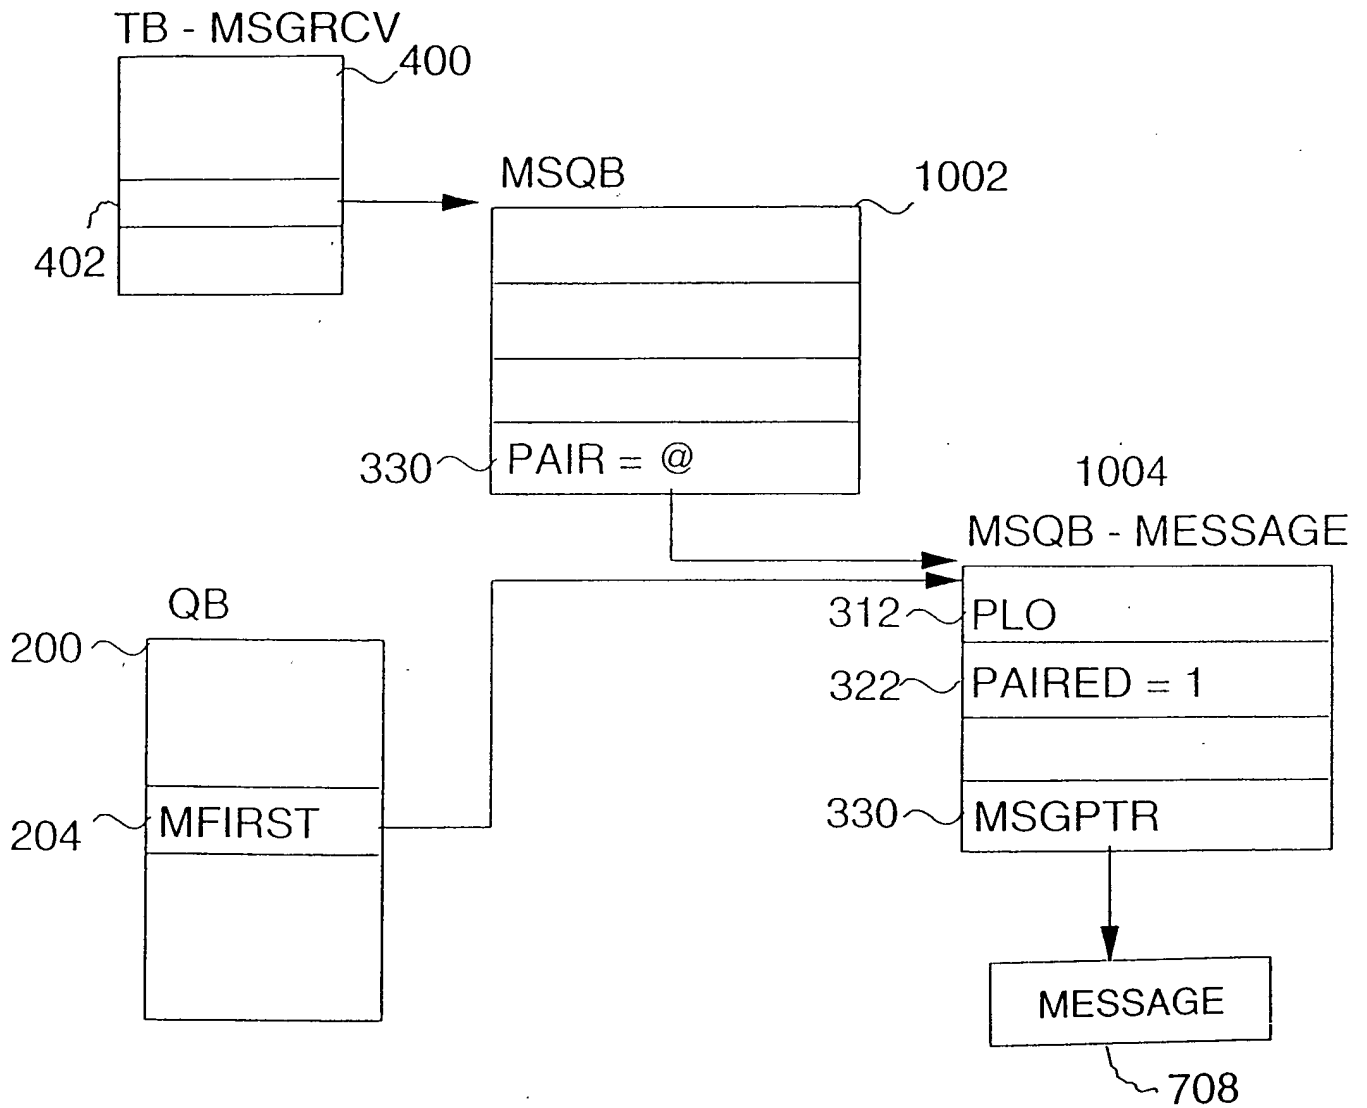 TB - MSGRCV
400
402
MSQB
1002
330
PAIR = @
1004
MSQB - MESSAGE
312
PLO
322
PAIRED = 1
330
MSGPTR
QB
200
204
MFIRST
MESSAGE
708